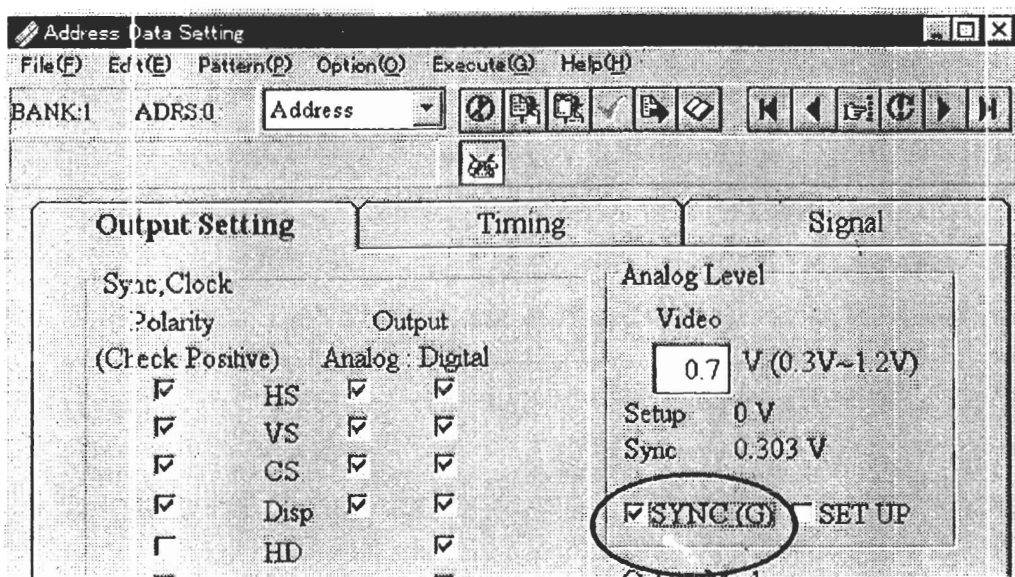 Address Data Setting
File(F) Edit(E) Pattern(P) Option(O) Execute(G) Help(H)
BANK:1 ADRS:0 Address
Output Setting Timing Signal
Sync,Clock
Polarity Output
(Check Positive) Analog : Digital
HS
VS
CS
Disp
HD
Analog Level
Video
0.7 V (0.3V~1.2V)
Setup 0 V
Sync 0.303 V
SYNC (G) SET UP